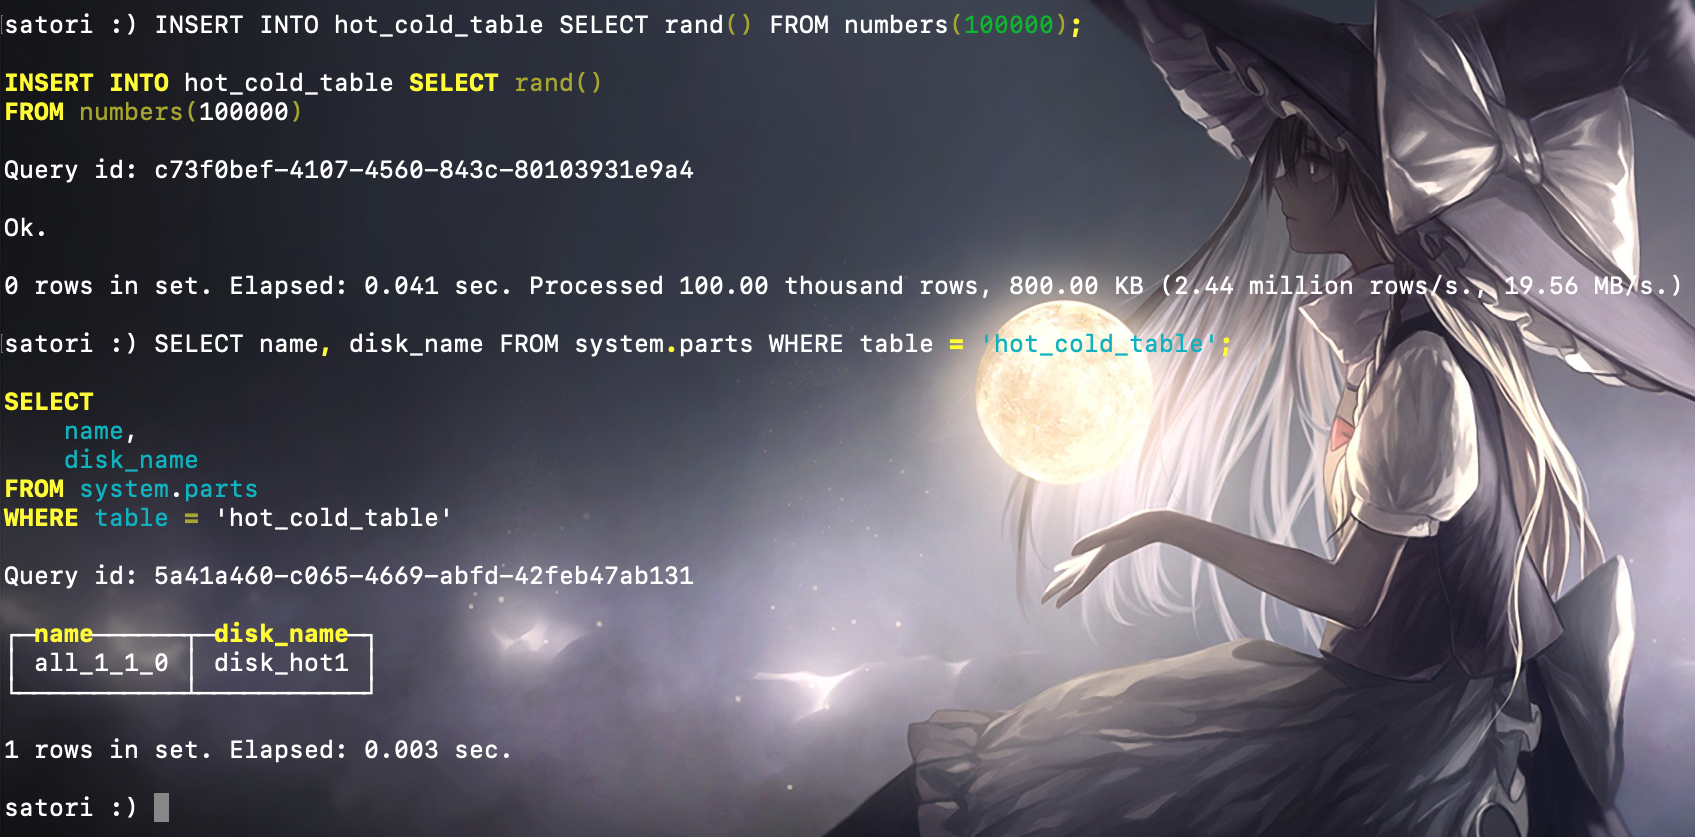 satori :) INSERT INTO hot_cold_table SELECT rand() FROM numbers(100000);
INSERT INTO hot_cold_table SELECT rand()
FROM numbers(100000)
Query id: c73f0bef-4107-4560-843c-80103931e9a4
Ok.
0 rows in set. Elapsed: 0.041 sec. Processed 100.00 thousand rows, 800.00 KB (2.44 million rows/s., 19.56 MB/s.)
satori :) SELECT name, disk_name FROM system.parts WHERE table = 'hot_cold_table';
SELECT
    name,
    disk_name
FROM system.parts
WHERE table = 'hot_cold_table'
Query id: 5a41a460-c065-4669-abfd-42feb47ab131
┌─name──────┬─disk_name─┐
│ all_1_1_0 │ disk_hot1 │
└───────────┴───────────┘
1 rows in set. Elapsed: 0.003 sec.
satori :)